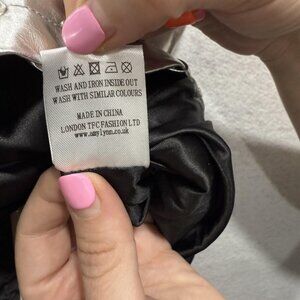 WASH AND IRON INSIDE OUT
WASH WITH SIMILAR COLOURS
MADE IN CHINA
LONDON TFC FASHION LTD
www.amylynn.co.uk